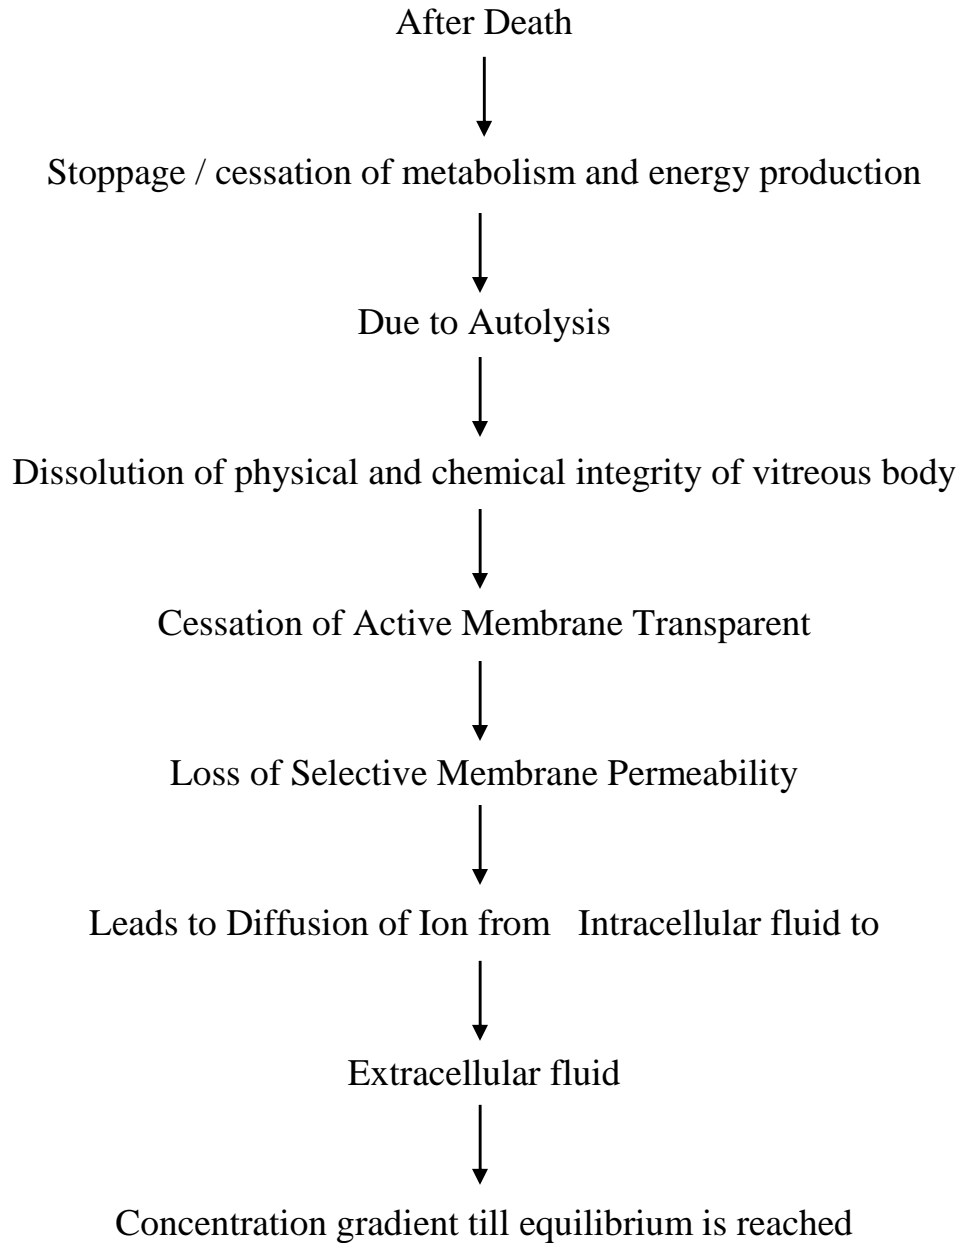 After Death
Stoppage / cessation of metabolism and energy production
Due to Autolysis
Dissolution of physical and chemical integrity of vitreous body
Cessation of Active Membrane Transparent
Loss of Selective Membrane Permeability
Leads to Diffusion of Ion from Intracellular fluid to
Extracellular fluid
Concentration gradient till equilibrium is reached